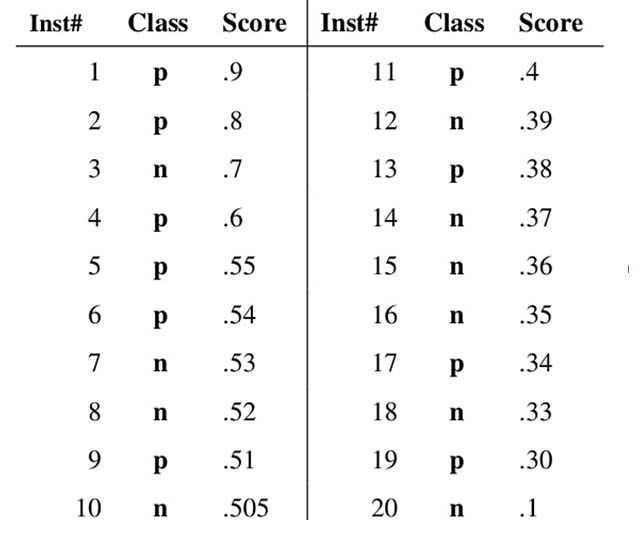 Inst# Class Score Inst# Class Score
1 p .9 11 p .4
2 p .8 12 n .39
3 n .7 13 p .38
4 p .6 14 n .37
5 p .55 15 n .36
6 p .54 16 n .35
7 n .53 17 p .34
8 n .52 18 n .33
9 p .51 19 p .30
10 n .505 20 n .1